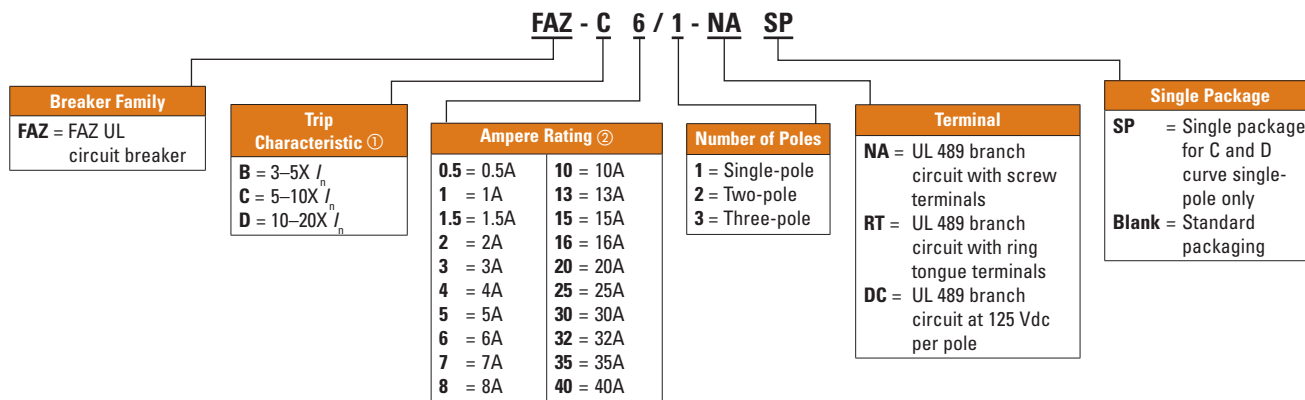 FAZ - C 6 / 1 - NA SP
Breaker Family
FAZ = FAZ UL
circuit breaker
Trip
Characteristic ①
B = 3–5X In
C = 5–10X In
D = 10–20X In
Ampere Rating ②
0.5 = 0.5A
1 = 1A
1.5 = 1.5A
2 = 2A
3 = 3A
4 = 4A
5 = 5A
6 = 6A
7 = 7A
8 = 8A
10 = 10A
13 = 13A
15 = 15A
16 = 16A
20 = 20A
25 = 25A
30 = 30A
32 = 32A
35 = 35A
40 = 40A
Number of Poles
1 = Single-pole
2 = Two-pole
3 = Three-pole
Terminal
NA = UL 489 branch
circuit with screw
terminals
RT = UL 489 branch
circuit with ring
tongue terminals
DC = UL 489 branch
circuit at 125 Vdc
per pole
Single Package
SP = Single package
for C and D
curve single-
pole only
Blank = Standard
packaging